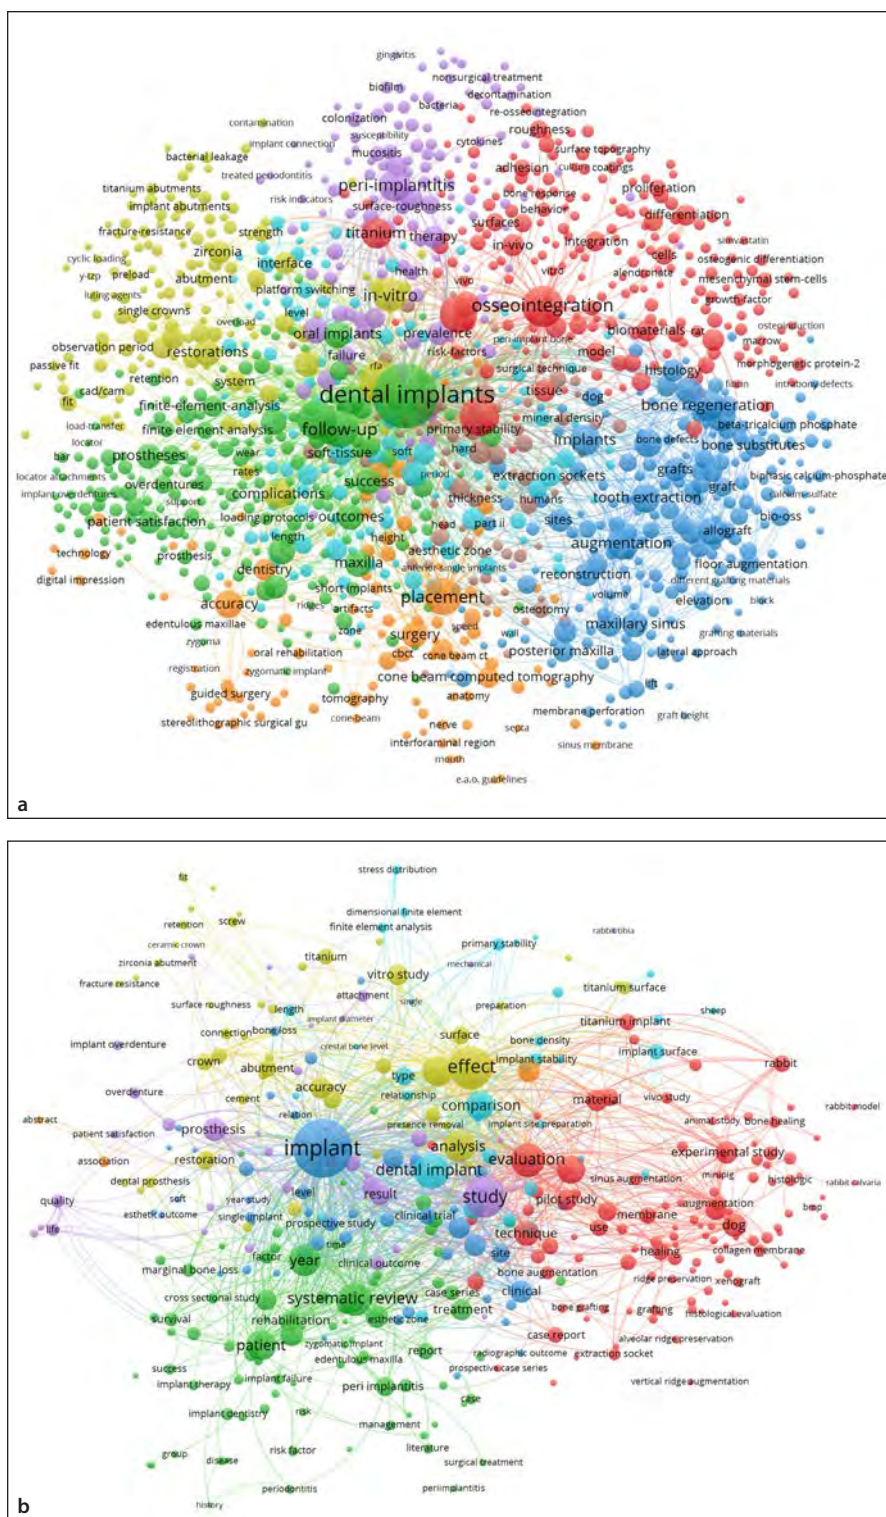 gingivitis
nonsurgical treatment
biofilm
decontamination
bacteria
re-osseointegration
colonization
contamination
roughness
susceptibility
implant connection
cytokines
surface topography
mucositis
bacterial leakage
adhesion
culture coatings
treated periodontitis
peri-implantitis
bone response
proliferation
titanium abutments
risk indicators
behavior
implant abutments
surface-roughness
surfaces
differentiation
fracture-resistance
strength
titanium
therapy
in-vivo
integration
simvastatin
zirconia
cells
cyclic loading
interface
health
vitro
osteogenic differentiation
y-tzp
preload
abutment
vivo
alendronate
mesenchymal stem-cells
luting agents
platform switching
in-vitro
growth-factor
single crowns
level
osseointegration
overload
oral implants
prevalence
peri-implant bone
biomaterials
rat
osteoinduction
observation period
restorations
failure
risk-factors
model
macrow
passive fit
rfa
surgical technique
histology
morphogenetic protein-2
retention
system
cad/cam
dental implants
tissue
dog
fibrin
intrabony defects
fit
finite-element-analysis
mineral density
bone regeneration
load-transfer
finite element analysis
follow-up
primary stability
implants
beta-tricalcium phosphate
locator
bone defects
bone substitutes
bar
wear
soft-tissue
soft
hard
prostheses
rates
period
extraction sockets
grafts
locator attachments
success
biphasic calcium-phosphate
overdentures
complications
thickness
humans
tooth extraction
graft
calcium sulfate
implant overdentures
support
patient satisfaction
loading protocols
outcomes
head
part ii
sites
allograft
bio-oss
technology
length
height
aesthetic zone
augmentation
prosthesis
maxilla
floor augmentation
digital impression
dentistry
anterior single implants
reconstruction
different grafting materials
short implants
placement
volume
elevation
block
accuracy
ridges
artifacts
osteotomy
edentulous maxillae
zone
speed
maxillary sinus
zygoma
surgery
wall
grafting materials
oral rehabilitation
cbct
cone beam ct
posterior maxilla
lateral approach
registration
zygomatic implant
cone beam computed tomography
lift
guided surgery
tomography
anatomy
membrane perforation
graft height
stereolithographic surgical gu
cone-beam
nerve
septa
interforaminal region
sinus membrane
mouth
e.a.o. guidelines
a
stress distribution
fit
dimensional finite element
retention
screw
finite element analysis
rabbit tibia
ceramic crown
primary stability
zirconia abutment
titanium
mechanical
fracture resistance
vitro study
titanium surface
attachment
single
preparation
surface roughness
length
sheep
connection
bone loss
implant diameter
surface
titanium implant
implant overdenture
crestal bone level
bone density
implant surface
crown
abutment
effect
implant stability
rabbit
type
overdenture
cement
accuracy
relationship
material
vivo study
rabbit model
abstract
relation
comparison
prosthesis
presence removal
implant site preparation
animal study
bone healing
patient satisfaction
implant
analysis
experimental study
association
restoration
evaluation
minipig
dental implant
sinus augmentation
histologic
rabbit calvaria
dental prosthesis
quality
soft
year study
level
result
study
pilot study
augmentation
bmp
life
esthetic outcome
single implant
clinical trial
membrane
prospective study
use
dog
time
technique
factor
year
site
healing
collagen membrane
marginal bone loss
clinical outcome
bone augmentation
ridge preservation
xenograft
cross sectional study
systematic review
case series
clinical
treatment
bone grafting
grafting
histological evaluation
survival
rehabilitation
esthetic zone
case report
alveolar ridge preservation
patient
zygomatic implant
report
radiographic outcome
extraction socket
edentulous maxilla
success
prospective case series
implant therapy
implant failure
peri implantitis
vertical ridge augmentation
case
implant dentistry
risk
management
group
disease
risk factor
literature
surgical treatment
periodontitis
periimplantitis
history
b